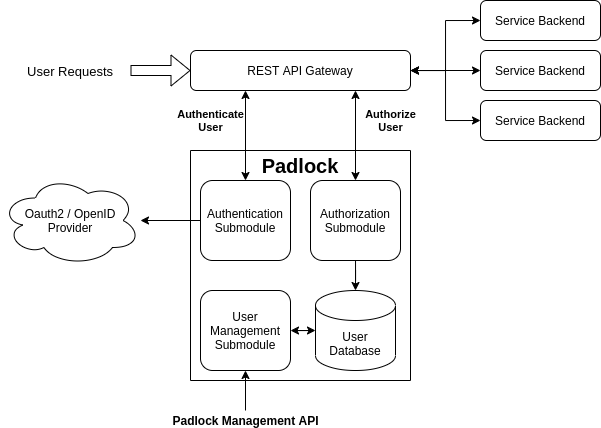 Service Backend
User Requests
REST API Gateway
Service Backend
Service Backend
Authenticate
User
Authorize
User
Padlock
Oauth2 / OpenID
Provider
Authentication
Submodule
Authorization
Submodule
User
Management
Submodule
User
Database
Padlock Management API